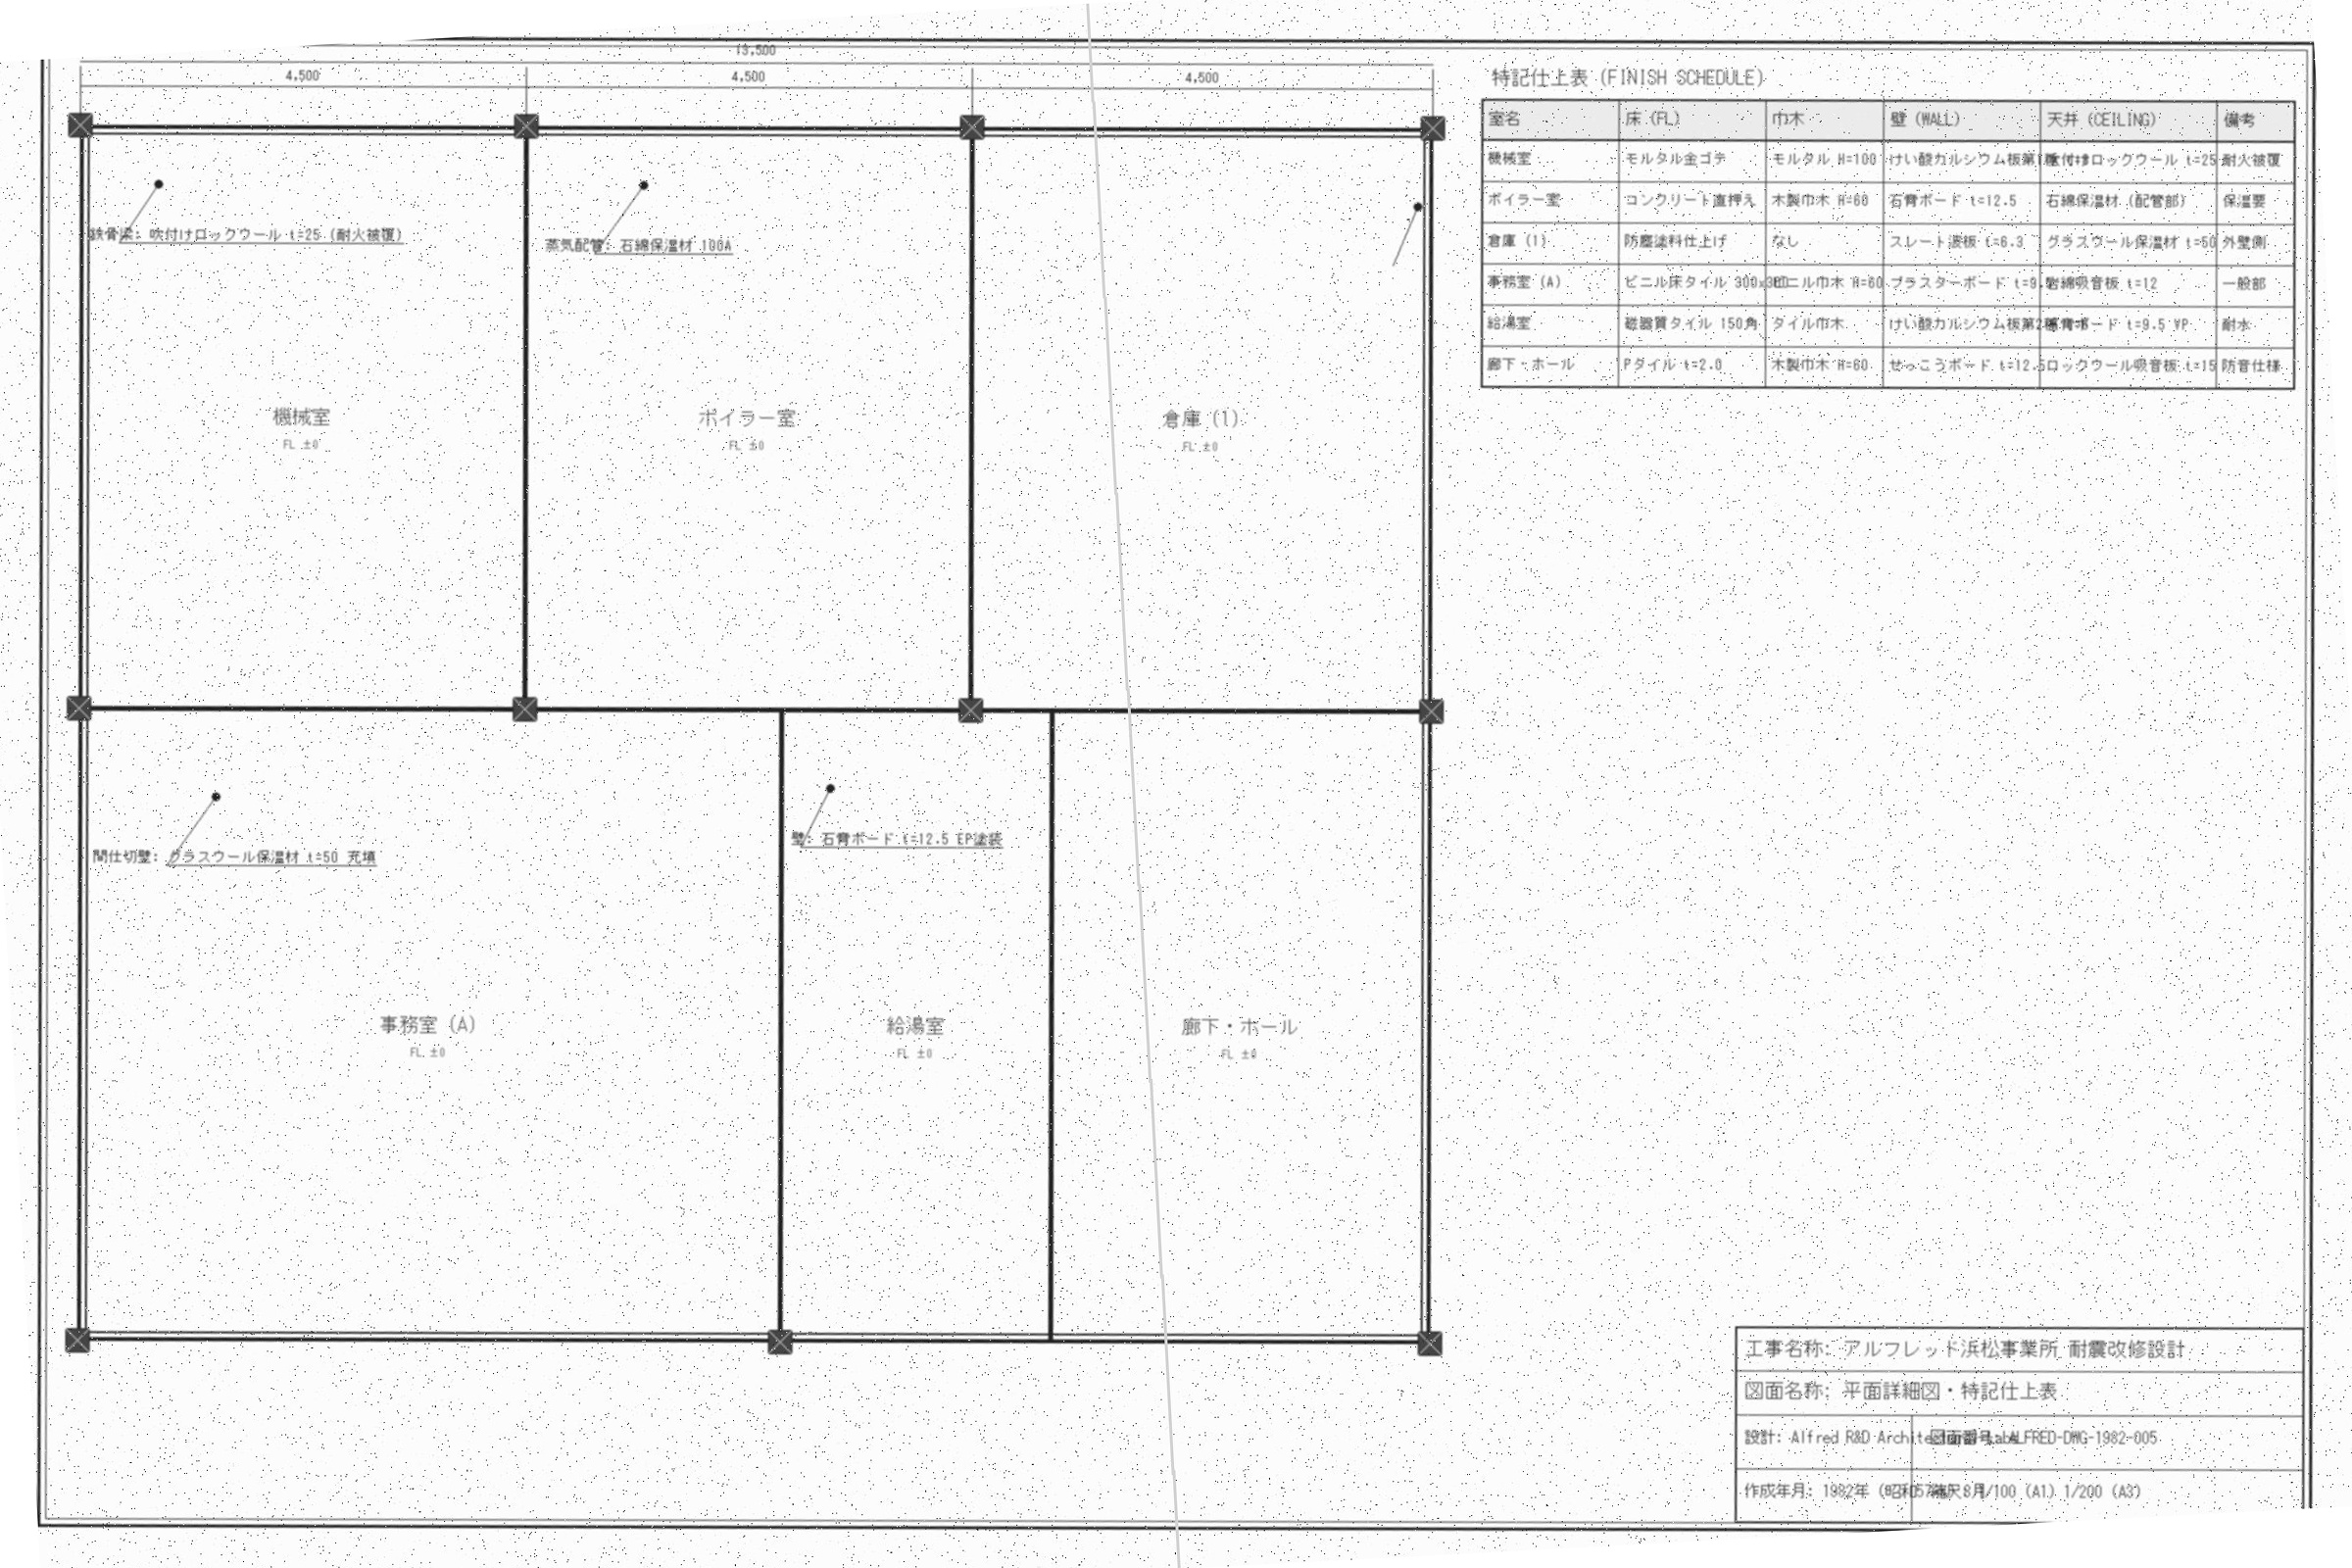 13,500
4,500 4,500 4,500
鉄骨梁: 吹付けロックウール t=25 (耐火被覆)
蒸気配管: 石綿保温材 100A
機械室
FL ±0
ボイラー室
FL ±0
倉庫 (1)
FL ±0
間仕切壁: グラスウール保温材 t=50 充填
壁: 石膏ボード t=12.5 EP塗装
事務室 (A)
FL ±0
給湯室
FL ±0
廊下・ホール
FL ±0
特記仕上表 (FINISH SCHEDULE)
室名 床 (FL) 巾木 壁 (WALL) 天井 (CEILING) 備考
機械室 モルタル金ゴテ モルタル H=100 けい酸カルシウム板第1種 吹付けロックウール t=25 耐火被覆
ボイラー室 コンクリート直押え 木製巾木 H=60 石膏ボード t=12.5 石綿保温材 (配管部) 保温要
倉庫 (1) 防塵塗料仕上げ なし スレート波板 t=6.3 グラスウール保温材 t=50 外壁側
事務室 (A) ビニル床タイル 300x300 ビニル巾木 H=60 プラスターボード t=9.5 岩綿吸音板 t=12 一般部
給湯室 磁器質タイル 150角 タイル巾木 けい酸カルシウム板第2種 石膏ボード t=9.5 VP 耐水
廊下・ホール Pタイル t=2.0 木製巾木 H=60 せっこうボード t=12.5 ロックウール吸音板 t=15 防音仕様
工事名称: アルフレッド浜松事業所 耐震改修設計
図面名称: 平面詳細図・特記仕上表
設計: Alfred R&D Architectural Labs 図面番号: ALFRED-DWG-1982-005
作成年月: 1982年 (昭和57年) 8月 縮尺: 1/100 (A1) 1/200 (A3)